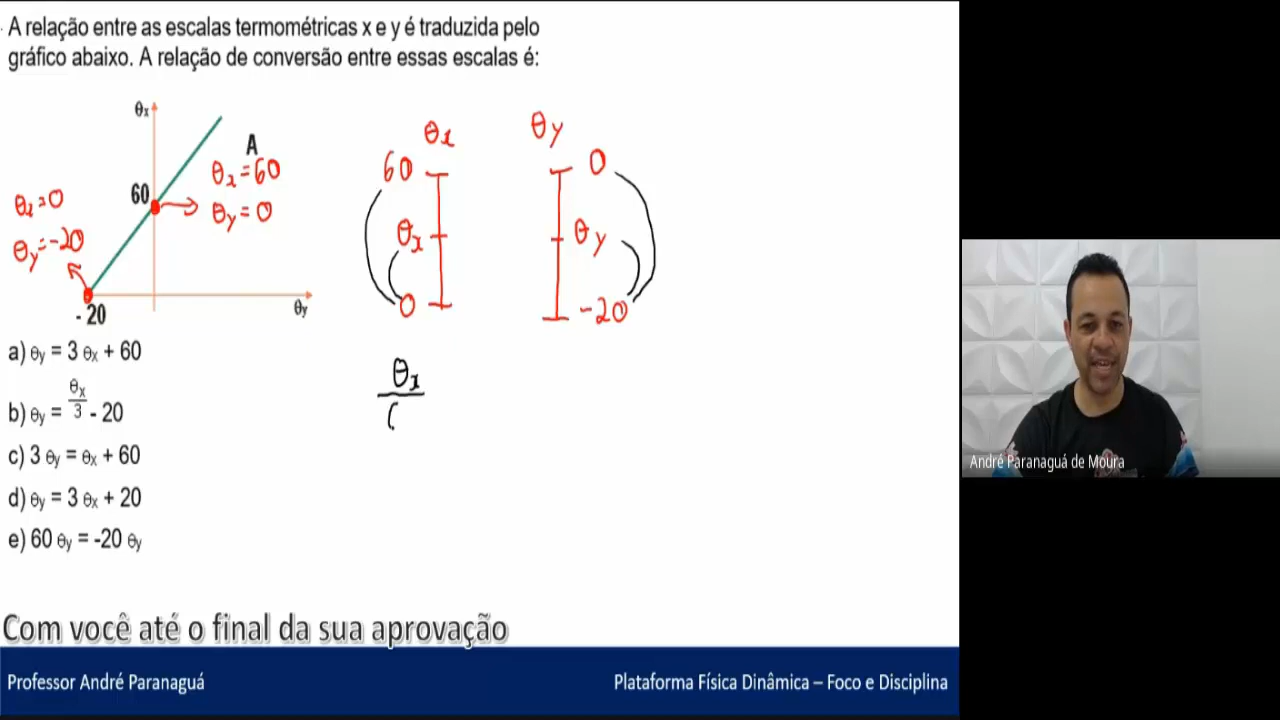 A relação entre as escalas termométricas x e y é traduzida pelo
gráfico abaixo. A relação de conversão entre essas escalas é:
θx
A
60
θx = 60
θy = 0
θx = 0
θy = -20
- 20
θy
θx
60
θx
0
θy
0
θy
-20
θx
(
a) θy = 3 θx + 60
b) θy = θx/3 - 20
c) 3 θy = θx + 60
d) θy = 3 θx + 20
e) 60 θy = -20 θy
Com você até o final da sua aprovação
Professor André Paranaguá
Plataforma Física Dinâmica – Foco e Disciplina
André Paranaguá de Moura